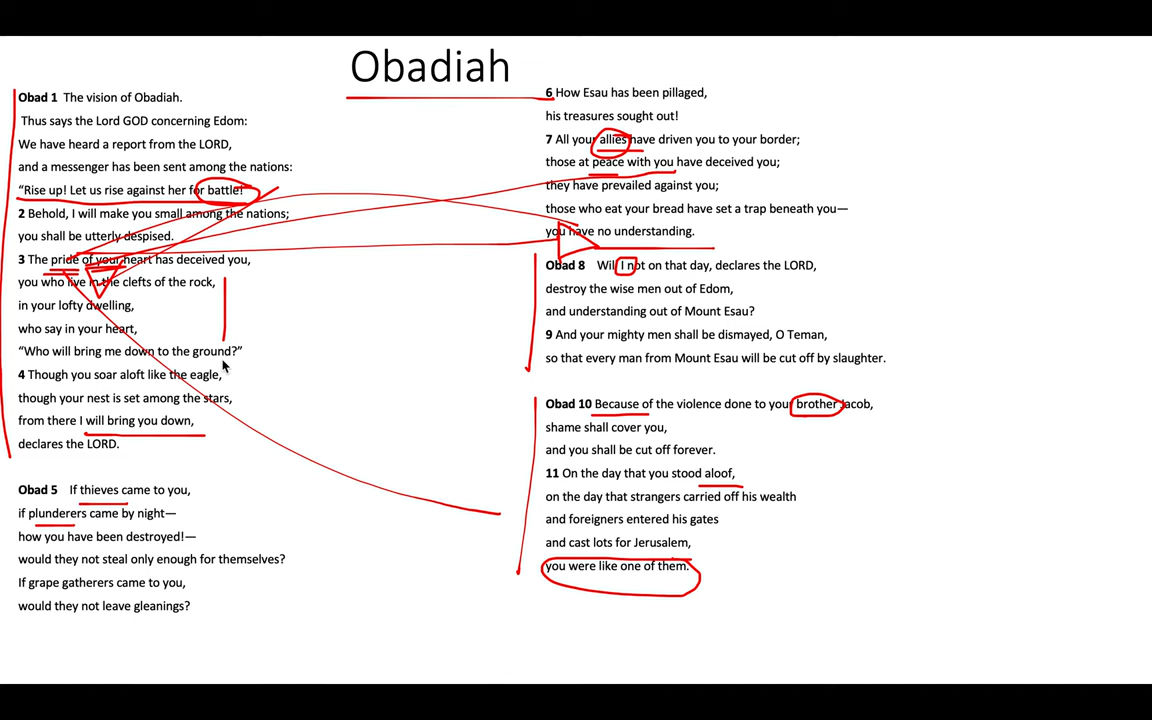 Obadiah
Obad 1 The vision of Obadiah.
Thus says the Lord GOD concerning Edom:
We have heard a report from the LORD,
and a messenger has been sent among the nations:
“Rise up! Let us rise against her for battle!”
2 Behold, I will make you small among the nations;
you shall be utterly despised.
3 The pride of your heart has deceived you,
you who live in the clefts of the rock,
in your lofty dwelling,
who say in your heart,
“Who will bring me down to the ground?”
4 Though you soar aloft like the eagle,
though your nest is set among the stars,
from there I will bring you down,
declares the LORD.
Obad 5 If thieves came to you,
if plunderers came by night—
how you have been destroyed!—
would they not steal only enough for themselves?
If grape gatherers came to you,
would they not leave gleanings?
6 How Esau has been pillaged,
his treasures sought out!
7 All your allies have driven you to your border;
those at peace with you have deceived you;
they have prevailed against you;
those who eat your bread have set a trap beneath you—
you have no understanding.
Obad 8 Will I not on that day, declares the LORD,
destroy the wise men out of Edom,
and understanding out of Mount Esau?
9 And your mighty men shall be dismayed, O Teman,
so that every man from Mount Esau will be cut off by slaughter.
Obad 10 Because of the violence done to your brother Jacob,
shame shall cover you,
and you shall be cut off forever.
11 On the day that you stood aloof,
on the day that strangers carried off his wealth
and foreigners entered his gates
and cast lots for Jerusalem,
you were like one of them.